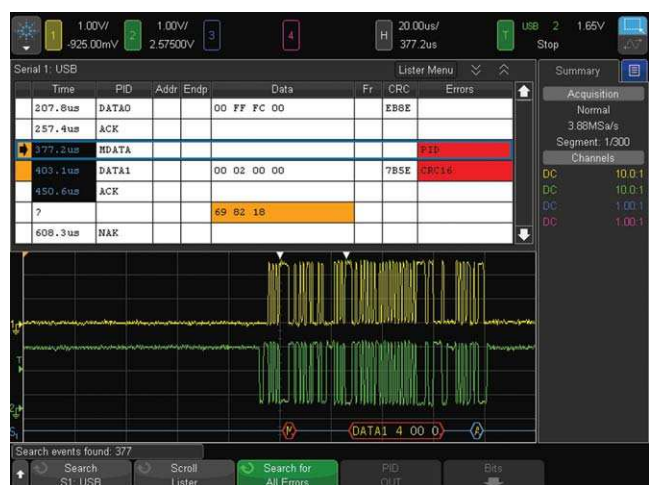 1 1.00V/ -925.00mV 2 1.00V/ 2.57500V 3 4 H 20.00us/ 377.2us T USB 2 1.65V Stop
Serial 1: USB Lister Menu Summary
Time PID Addr Endp Data Fr CRC Errors
207.8us DATA0 00 FF FC 00 EB8E
257.4us ACK
377.2us MDATA PID
403.1us DATA1 00 02 00 00 7B5E CRC16
450.6us ACK
? 69 82 18
608.3us NAK
Acquisition
Normal
3.88MSa/s
Segment: 1/300
Channels
DC 10.0:1
DC 10.0:1
DC 1.00:1
DC 1.00:1
1
T
2
S1 M DATA1 4 00 0 A
Search events found: 377
Search S1: USB
Scroll Lister
Search for All Errors
PID OUT
Bits